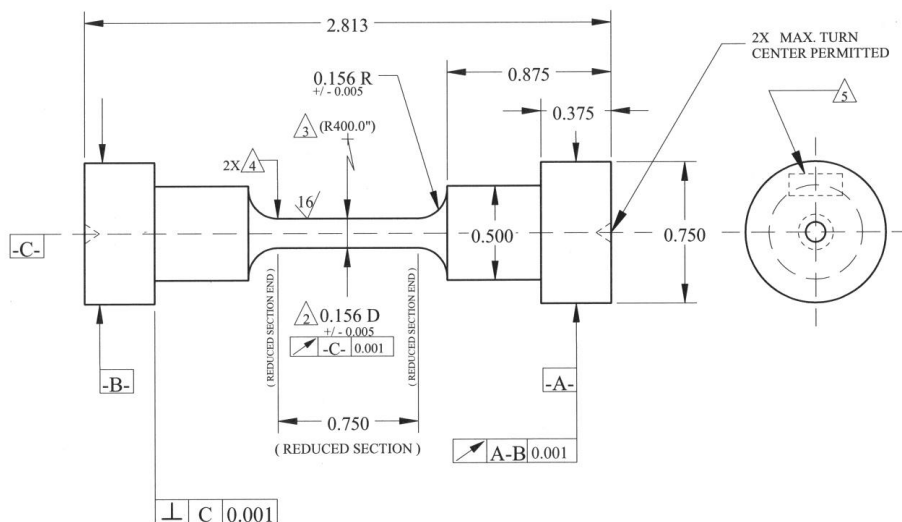 2.813
2X MAX. TURN
CENTER PERMITTED
0.875
0.156 R
+/- 0.005
0.375
5
3 (R400.0")
2X 4
16
-C-
0.500
0.750
( REDUCED SECTION END )
( REDUCED SECTION END )
2 0.156 D
+/- 0.005
-C- 0.001
-B-
-A-
0.750
( REDUCED SECTION )
A-B 0.001
⊥ C 0.001